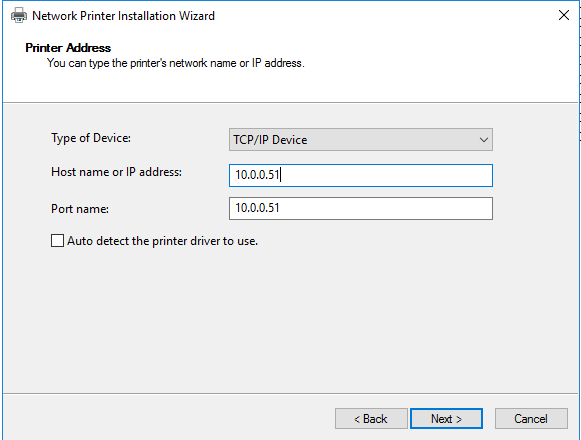 Network Printer Installation Wizard
Printer Address
You can type the printer's network name or IP address.
Type of Device:
TCP/IP Device
Host name or IP address:
10.0.0.51
Port name:
10.0.0.51
Auto detect the printer driver to use.
< Back
Next >
Cancel